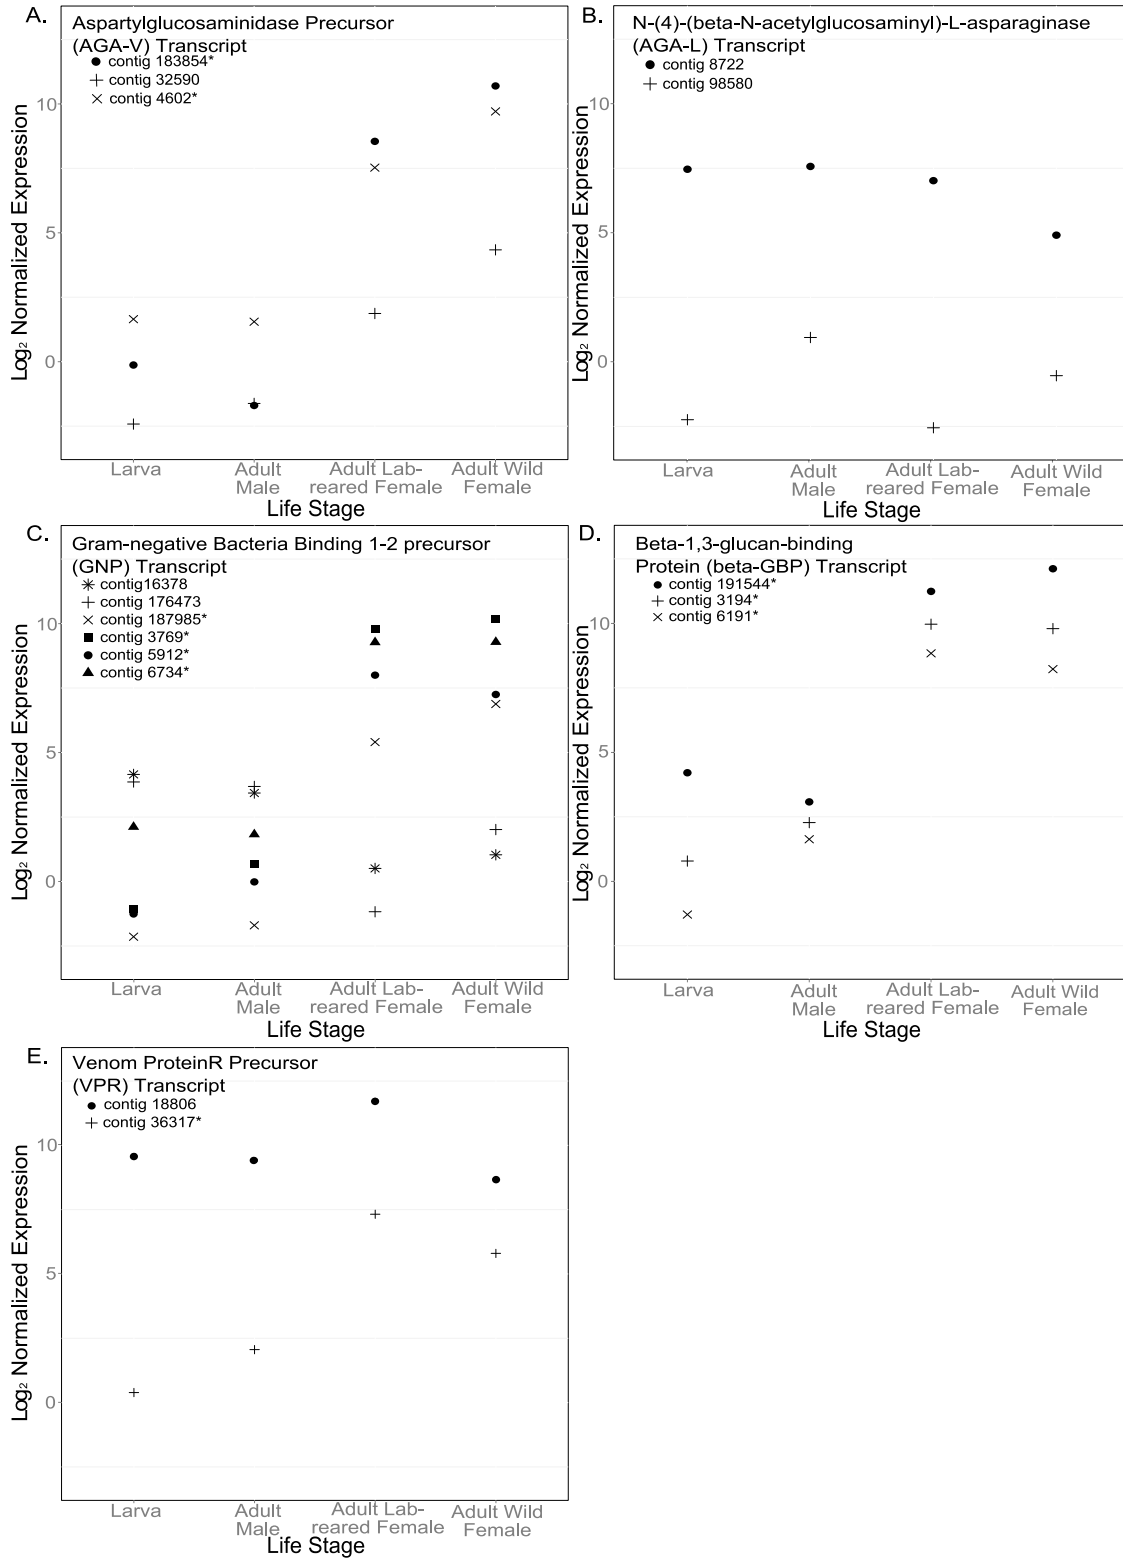 A.
Aspartylglucosaminidase Precursor
(AGA-V) Transcript
contig 183854*
contig 32590
contig 4602*
10
5
0
Log₂ Normalized Expression
Larva
Adult
Male
Adult Lab-
reared Female
Adult Wild
Female
Life Stage
B.
N-(4)-(beta-N-acetylglucosaminyl)-L-asparaginase
(AGA-L) Transcript
contig 8722
contig 98580
10
5
0
Log₂ Normalized Expression
Larva
Adult
Male
Adult Lab-
reared Female
Adult Wild
Female
Life Stage
C.
Gram-negative Bacteria Binding 1-2 precursor
(GNP) Transcript
contig16378
contig 176473
contig 187985*
contig 3769*
contig 5912*
contig 6734*
10
5
0
Log₂ Normalized Expression
Larva
Adult
Male
Adult Lab-
reared Female
Adult Wild
Female
Life Stage
D.
Beta-1,3-glucan-binding
Protein (beta-GBP) Transcript
contig 191544*
contig 3194*
contig 6191*
10
5
0
Log₂ Normalized Expression
Larva
Adult
Male
Adult Lab-
reared Female
Adult Wild
Female
Life Stage
E.
Venom ProteinR Precursor
(VPR) Transcript
contig 18806
contig 36317*
10
5
0
Log₂ Normalized Expression
Larva
Adult
Male
Adult Lab-
reared Female
Adult Wild
Female
Life Stage